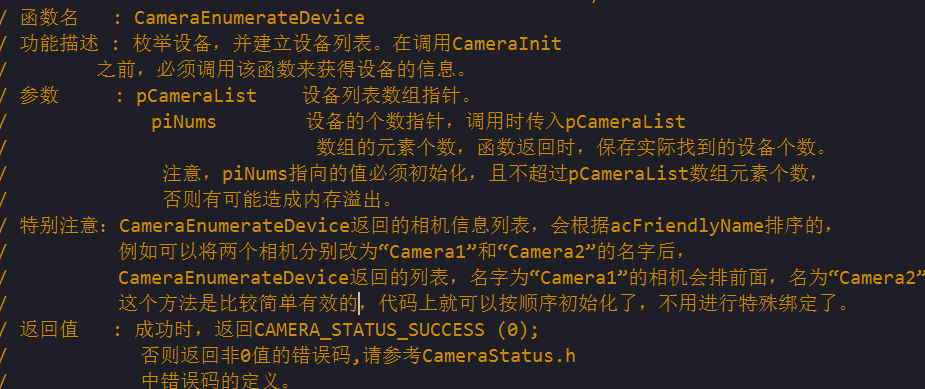 / 函数名 : CameraEnumerateDevice
/ 功能描述 : 枚举设备，并建立设备列表。在调用CameraInit
/ 之前，必须调用该函数来获得设备的信息。
/ 参数 : pCameraList 设备列表数组指针。
/ piNums 设备的个数指针，调用时传入pCameraList
/ 数组的元素个数，函数返回时，保存实际找到的设备个数。
/ 注意，piNums指向的值必须初始化，且不超过pCameraList数组元素个数，
/ 否则有可能造成内存溢出。
/ 特别注意：CameraEnumerateDevice返回的相机信息列表，会根据acFriendlyName排序的，
/ 例如可以将两个相机分别改为“Camera1”和“Camera2”的名字后，
/ CameraEnumerateDevice返回的列表，名字为“Camera1”的相机会排前面，名为“Camera2”
/ 这个方法是比较简单有效的，代码上就可以按顺序初始化了，不用进行特殊绑定了。
/ 返回值 : 成功时，返回CAMERA_STATUS_SUCCESS (0);
/ 否则返回非0值的错误码,请参考CameraStatus.h
/ 中错误码的定义。